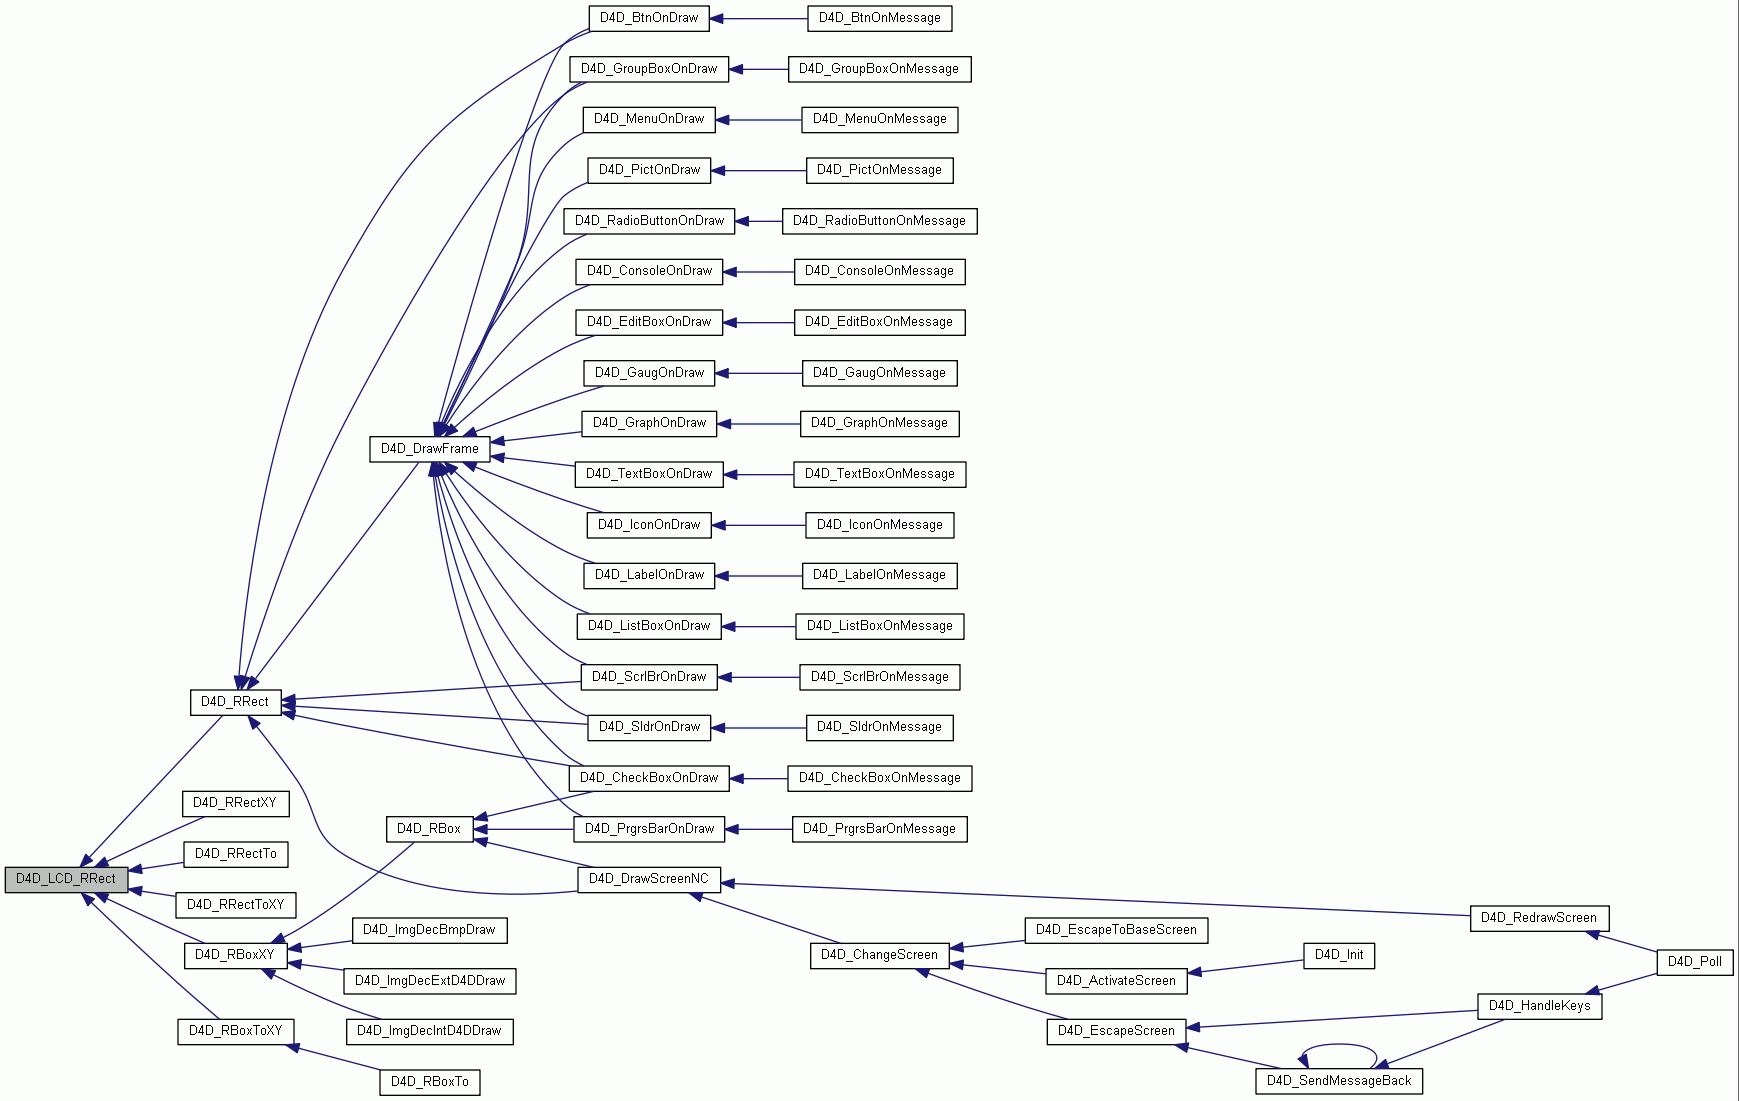 D4D_BtnOnDraw
D4D_BtnOnMessage
D4D_GroupBoxOnDraw
D4D_GroupBoxOnMessage
D4D_MenuOnDraw
D4D_MenuOnMessage
D4D_PictOnDraw
D4D_PictOnMessage
D4D_RadioButtonOnDraw
D4D_RadioButtonOnMessage
D4D_ConsoleOnDraw
D4D_ConsoleOnMessage
D4D_EditBoxOnDraw
D4D_EditBoxOnMessage
D4D_GaugOnDraw
D4D_GaugOnMessage
D4D_GraphOnDraw
D4D_GraphOnMessage
D4D_DrawFrame
D4D_TextBoxOnDraw
D4D_TextBoxOnMessage
D4D_IconOnDraw
D4D_IconOnMessage
D4D_LabelOnDraw
D4D_LabelOnMessage
D4D_ListBoxOnDraw
D4D_ListBoxOnMessage
D4D_ScrlBrOnDraw
D4D_ScrlBrOnMessage
D4D_RRect
D4D_SldrOnDraw
D4D_SldrOnMessage
D4D_CheckBoxOnDraw
D4D_CheckBoxOnMessage
D4D_RRectXY
D4D_RBox
D4D_PrgrsBarOnDraw
D4D_PrgrsBarOnMessage
D4D_RRectTo
D4D_LCD_RRect
D4D_DrawScreenNC
D4D_RRectToXY
D4D_RedrawScreen
D4D_ImgDecBmpDraw
D4D_EscapeToBaseScreen
D4D_RBoxXY
D4D_ChangeScreen
D4D_Init
D4D_Poll
D4D_ImgDecExtD4DDraw
D4D_ActivateScreen
D4D_HandleKeys
D4D_RBoxToXY
D4D_ImgDecIntD4DDraw
D4D_EscapeScreen
D4D_RBoxTo
D4D_SendMessageBack